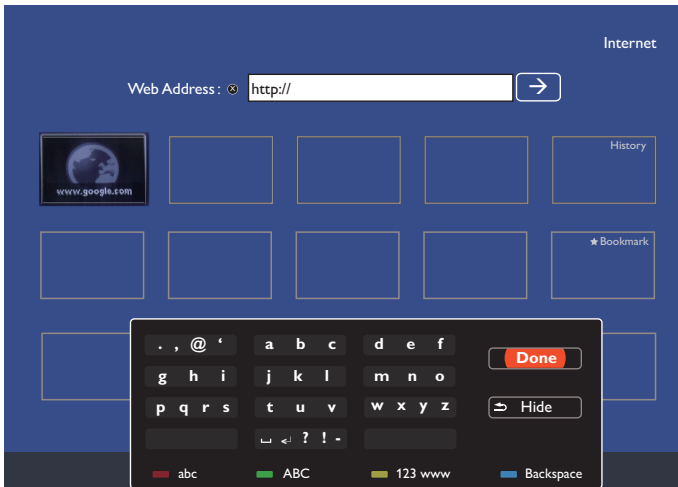 Internet
Web Address : http://
www.google.com
History
★ Bookmark
. , @ ‘ a b c d e f
Done
g h i j k l m n o
p q r s t u v w x y z
Hide
␣ ↵ ? ! -
abc ABC 123 www Backspace